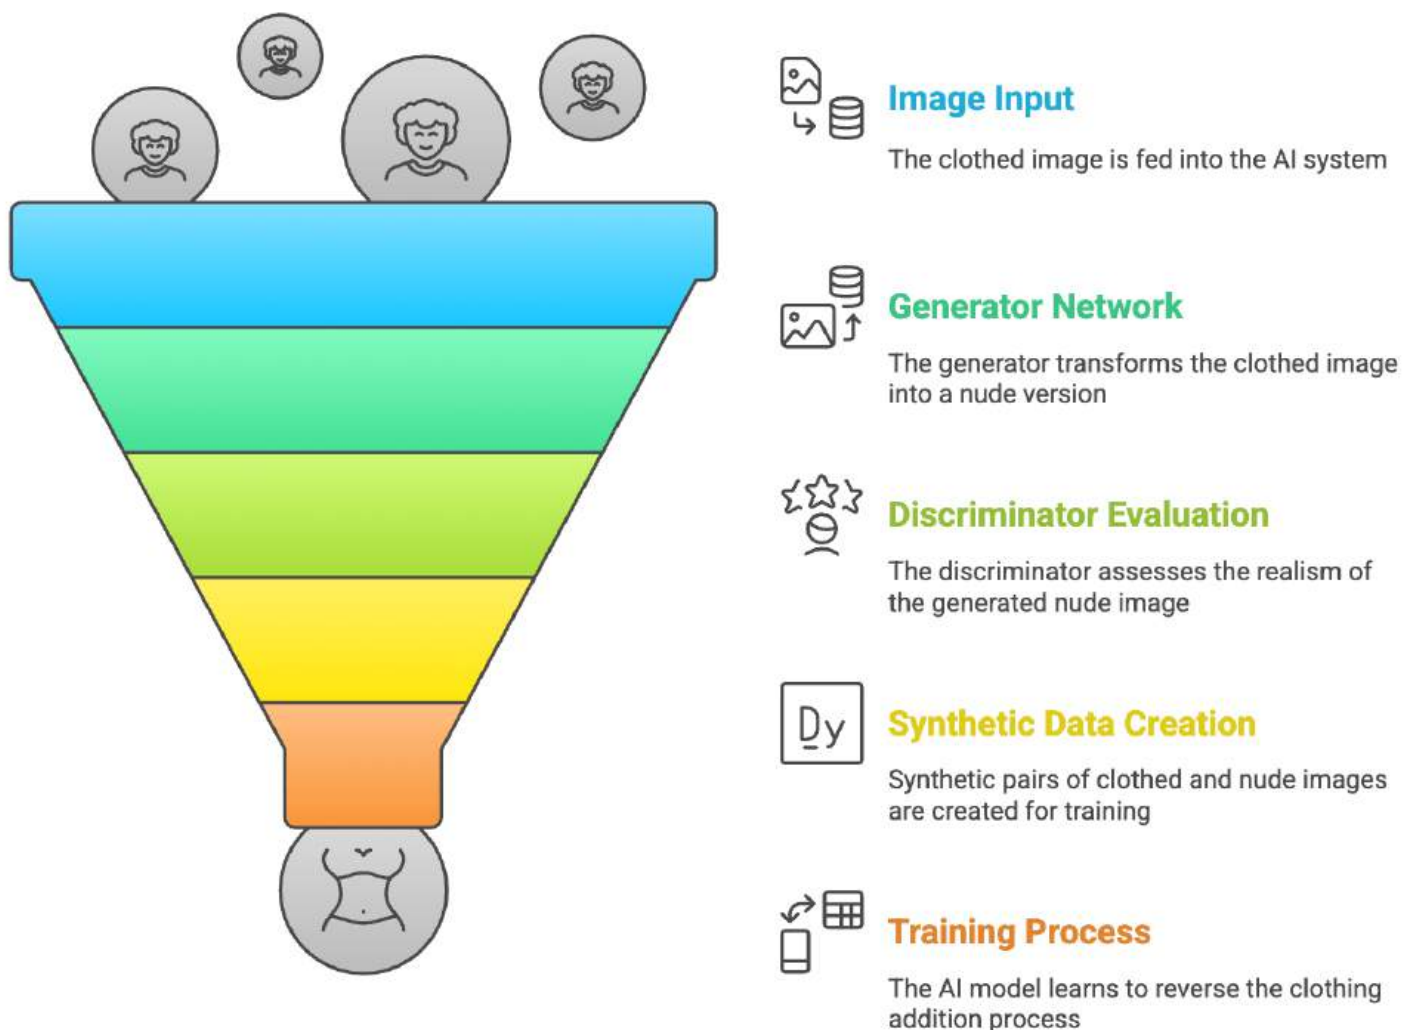 Image Input
The clothed image is fed into the AI system
Generator Network
The generator transforms the clothed image
into a nude version
Discriminator Evaluation
The discriminator assesses the realism of
the generated nude image
Dy
Synthetic Data Creation
Synthetic pairs of clothed and nude images
are created for training
Training Process
The AI model learns to reverse the clothing
addition process